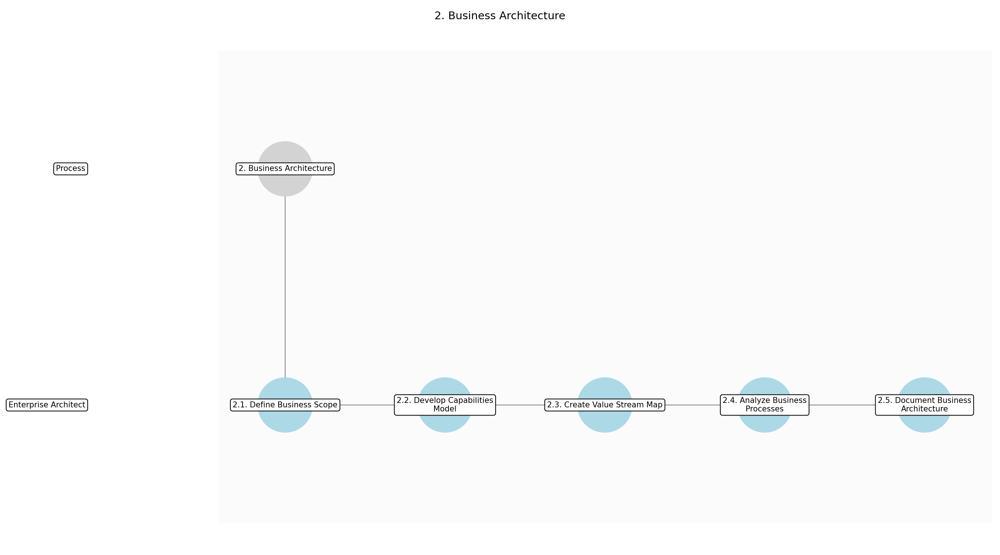 2. Business Architecture
Process
2. Business Architecture
Enterprise Architect
2.1. Define Business Scope
2.2. Develop Capabilities
Model
2.3. Create Value Stream Map
2.4. Analyze Business
Processes
2.5. Document Business
Architecture